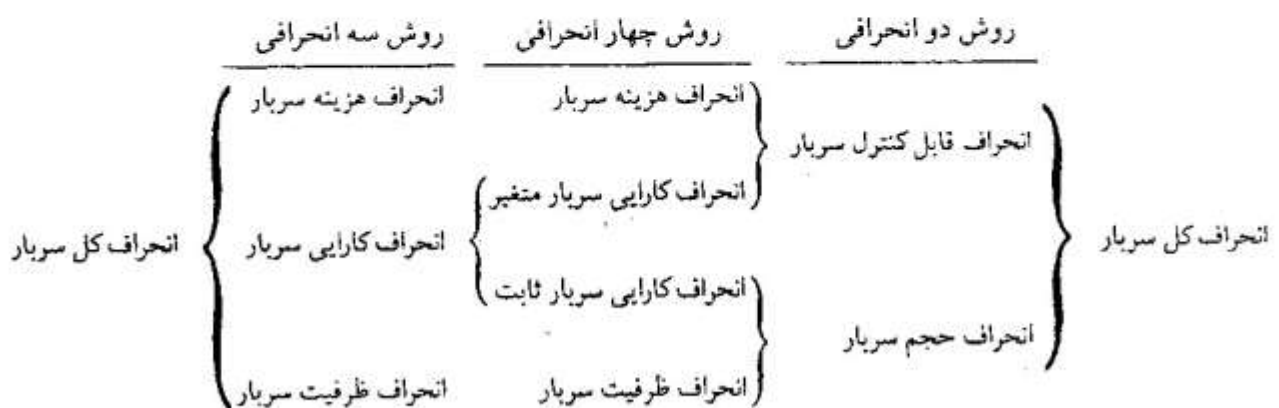 روش دو انحرافی
روش چهار انحرافی
روش سه انحرافی
انحراف هزینه سربار
انحراف هزینه سربار
انحراف قابل کنترل سربار
انحراف کارایی سربار متغیر
انحراف کل سربار
انحراف کارایی سربار
انحراف کل سربار
انحراف کارایی سربار ثابت
انحراف حجم سربار
انحراف ظرفیت سربار
انحراف ظرفیت سربار